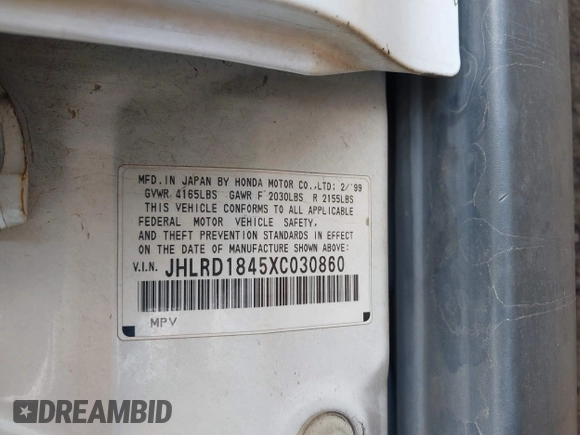 MFD. IN JAPAN BY HONDA MOTOR CO., LTD: 2/'99
GVWR 4165LBS GAWR F 2030LBS R 2155LBS
THIS VEHICLE CONFORMS TO ALL APPLICABLE
FEDERAL MOTOR VEHICLE SAFETY,
AND THEFT PREVENTION STANDARDS IN EFFECT
ON THE DATE OF MANUFACTURE SHOWN ABOVE:
V.I.N. JHLRD1845XC030860
MPV
DREAMBID